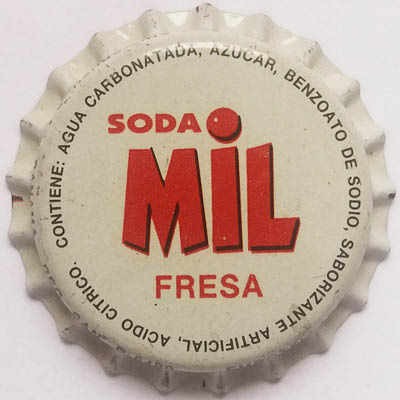 SODA
MiL
FRESA
CONTIENE: AGUA CARBONATADA, AZUCAR, BENZOATO DE SODIO, SABORIZANTE ARTIFICIAL, ACIDO CITRICO